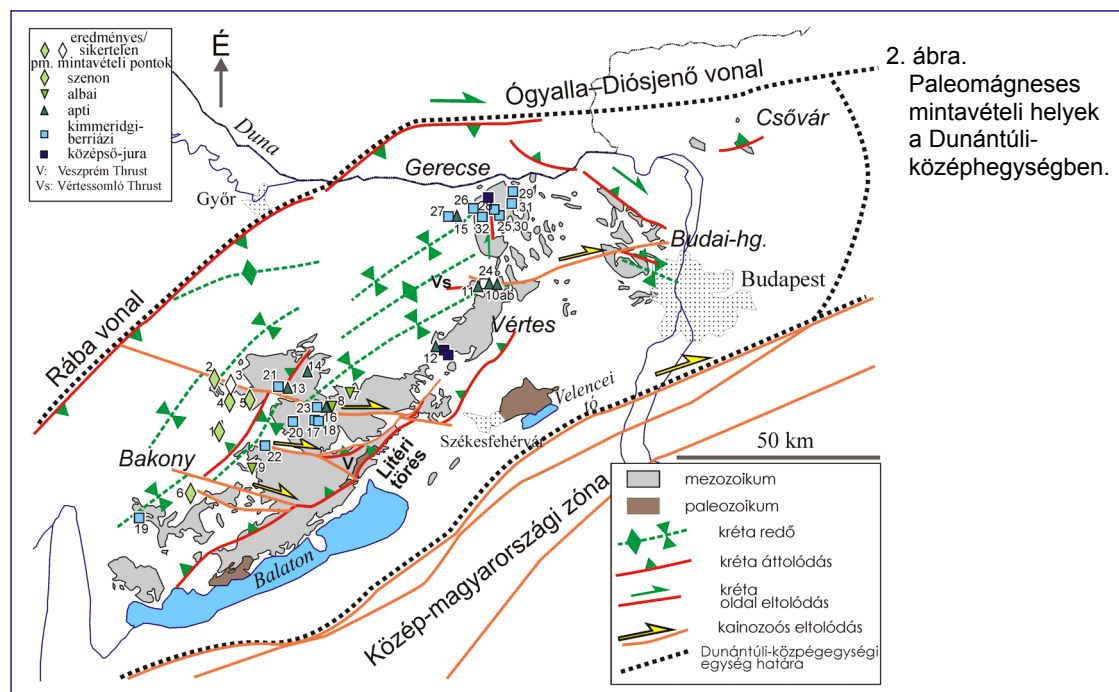 eredményes/
sikertelen
pm. mintavételi pontok
szenon
albai
apti
kimmeridgi-
berriázi
középső-jura
V: Veszprém Thrust
Vs: Vértessomló Thrust
É
2. ábra.
Paleomágneses
mintavételi helyek
a Dunántúli-
középhegységben.
Ógyalla–Diósjenő vonal
Csővár
Duna
Gerecse
Győr
29
26
28
31
27
15
32
25
30
Budai-hg.
24
Vs
11
10ab
Budapest
Vértes
Rába vonal
12
2
3
21
14
13
7
4
5
23
8
Velencei
tó
16
1
20
17
18
Székesfehérvár
50 km
22
V
Litéri
törés
Bakony
9
6
19
Balaton
Közép-magyarországi zóna
mezozoikum
paleozoikum
kréta redő
kréta áttolódás
kréta
oldal eltolódás
kainozoós eltolódás
Dunántúli-közpégegységi
egység határa